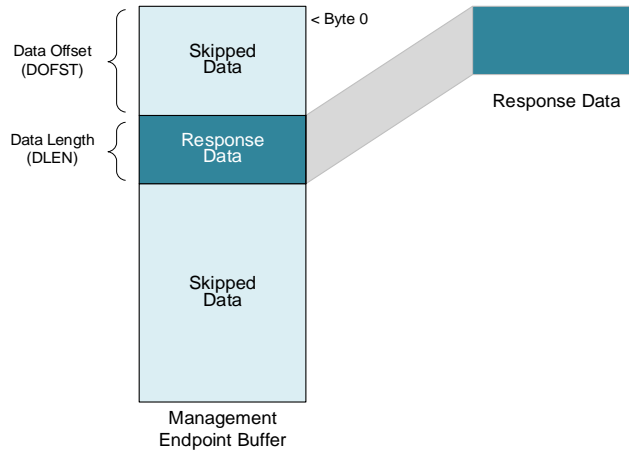 Data Offset
(DOFST)
Skipped
Data
< Byte 0
Response Data
Data Length
(DLEN)
Response
Data
Skipped
Data
Management
Endpoint Buffer